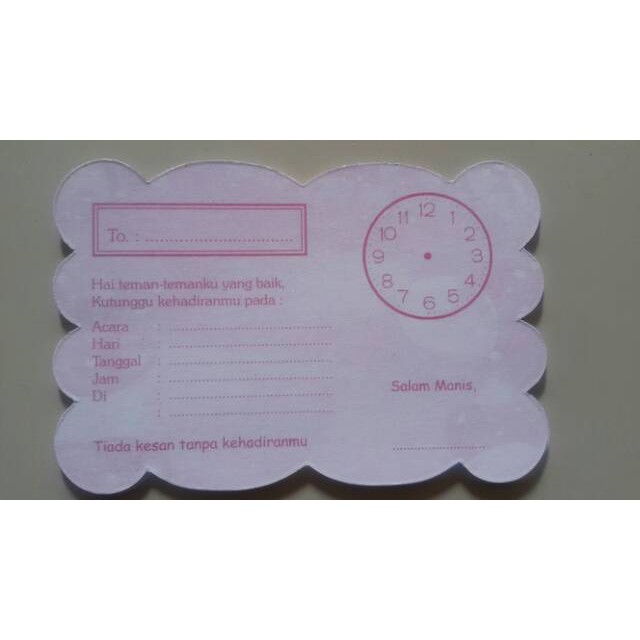 To. : ................................
Hai teman-temanku yang baik,
Kutunggu kehadiranmu pada :
Acara : ....................................
Hari : ....................................
Tanggal : ....................................
Jam : ....................................
Di : ....................................
: ....................................
Tiada kesan tanpa kehadiranmu
12
11 1
10 2
9 3
8 4
7 5
6
Salam Manis,
........................